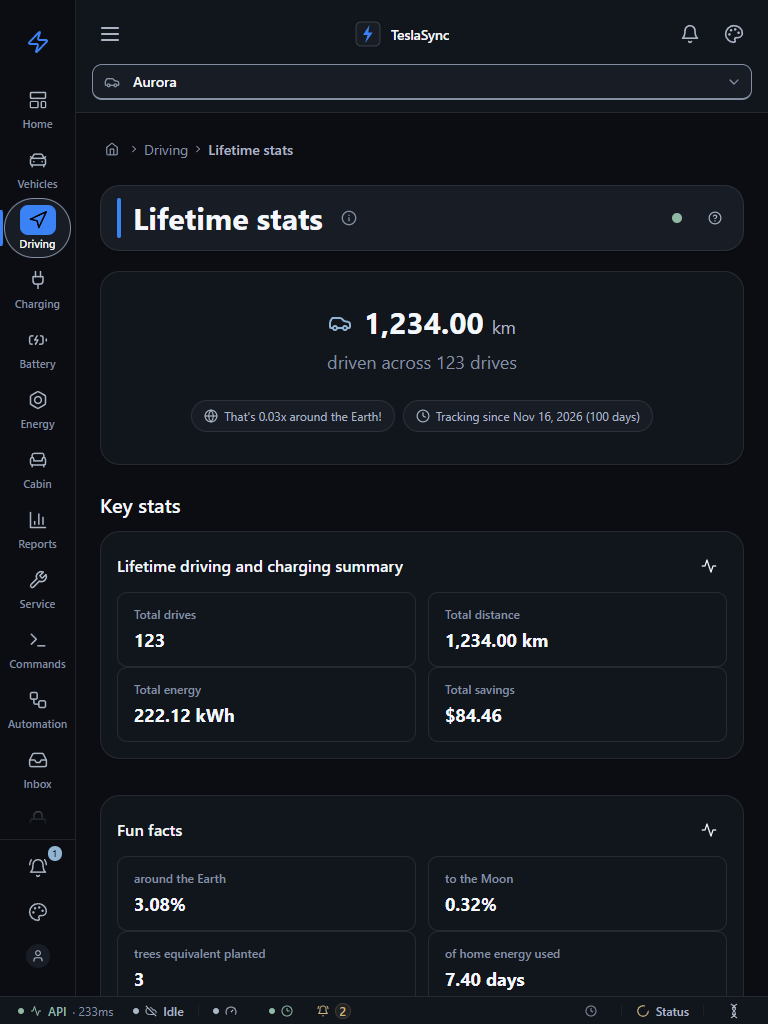 TeslaSync
Aurora
Home
Vehicles
Driving
Charging
Battery
Energy
Cabin
Reports
Service
Commands
Automation
Inbox
1
Driving
Lifetime stats
Lifetime stats
1,234.00 km
driven across 123 drives
That's 0.03x around the Earth!
Tracking since Nov 16, 2026 (100 days)
Key stats
Lifetime driving and charging summary
Total drives
123
Total distance
1,234.00 km
Total energy
222.12 kWh
Total savings
$84.46
Fun facts
around the Earth
3.08%
to the Moon
0.32%
trees equivalent planted
3
of home energy used
7.40 days
API · 233ms
Idle
2
Status